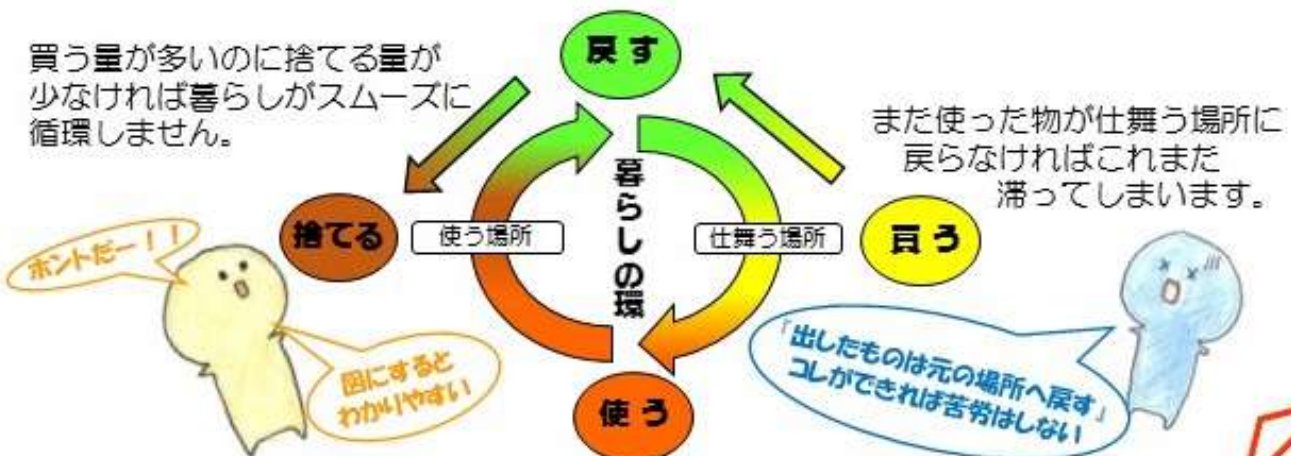 買う量が多いのに捨てる量が
少なければ暮らしがスムーズに
循環しません。
戻す
また使った物が仕舞う場所に
戻らなければこれまた
滞ってしまいます。
捨てる
使う場所
暮らしの環
仕舞う場所
買う
使う
ホントだー！！
図にすると
わかりやすい
『出したものは元の場所へ戻す』
コレができれば苦労はしない